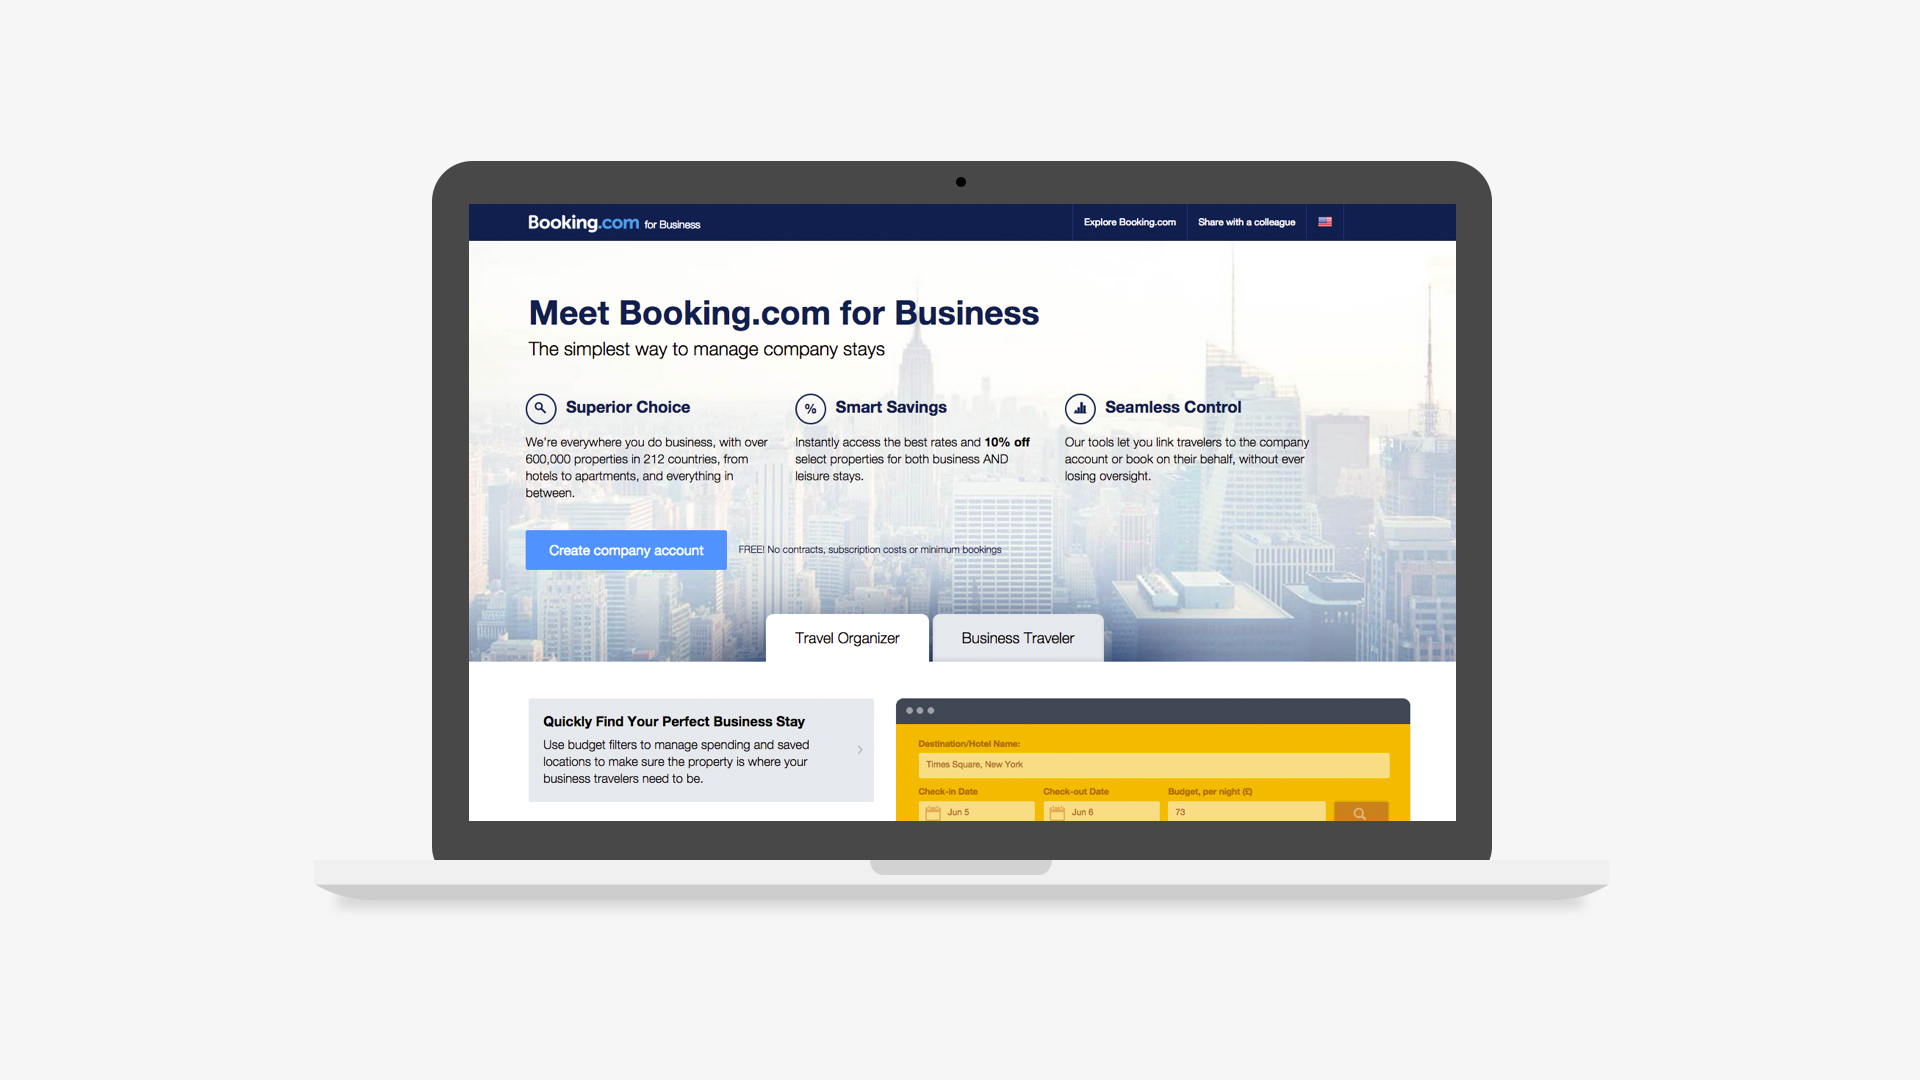 Booking.com for Business
Explore Booking.com
Share with a colleague
Meet Booking.com for Business
The simplest way to manage company stays
Superior Choice
We're everywhere you do business, with over
600,000 properties in 212 countries, from
hotels to apartments, and everything in
between.
%
Smart Savings
Instantly access the best rates and 10% off
select properties for both business AND
leisure stays.
Seamless Control
Our tools let you link travelers to the company
account or book on their behalf, without ever
losing oversight.
Create company account
FREE! No contracts, subscription costs or minimum bookings
Travel Organizer
Business Traveler
Quickly Find Your Perfect Business Stay
Use budget filters to manage spending and saved
locations to make sure the property is where your
business travelers need to be.
Destination/Hotel Name:
Times Square, New York
Check-in Date
Check-out Date
Budget, per night (£)
Jun 5
Jun 6
73